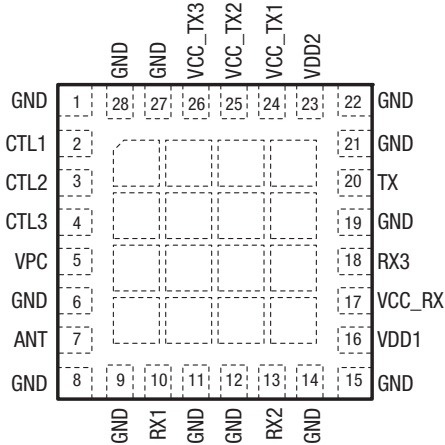 GND GND VCC_TX3 VCC_TX2 VCC_TX1 VDD2
GND 1 28 27 26 25 24 23 22 GND
CTL1 2 21 GND
CTL2 3 20 TX
CTL3 4 19 GND
VPC 5 18 RX3
GND 6 17 VCC_RX
ANT 7 16 VDD1
GND 8 9 10 11 12 13 14 15 GND
GND RX1 GND GND RX2 GND